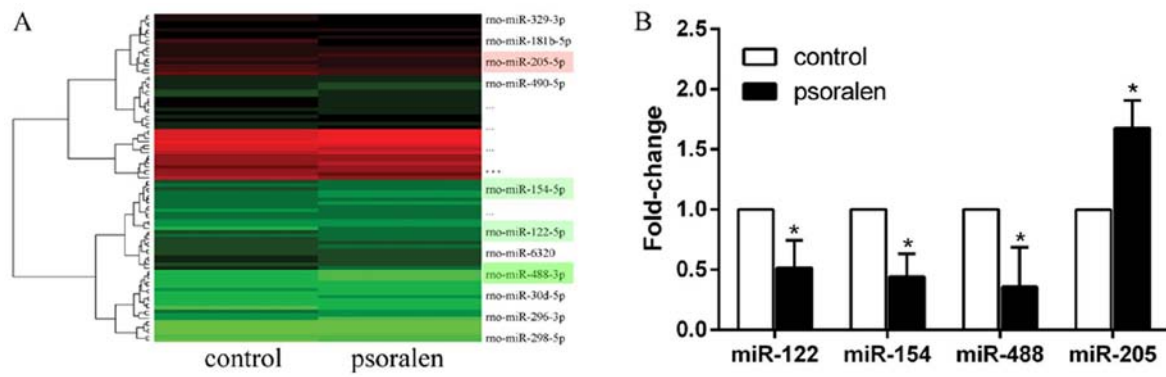 A
rno-miR-329-3p
rno-miR-181b-5p
rno-miR-205-5p
rno-miR-490-5p
...
...
...
...
rno-miR-154-5p
...
rno-miR-122-5p
rno-miR-6320
rno-miR-488-3p
rno-miR-30d-5p
rno-miR-296-3p
rno-miR-298-5p
control psoralen
B
Fold-change
2.5
2.0
1.5
1.0
0.5
0.0
control
psoralen
*
*
*
*
miR-122 miR-154 miR-488 miR-205